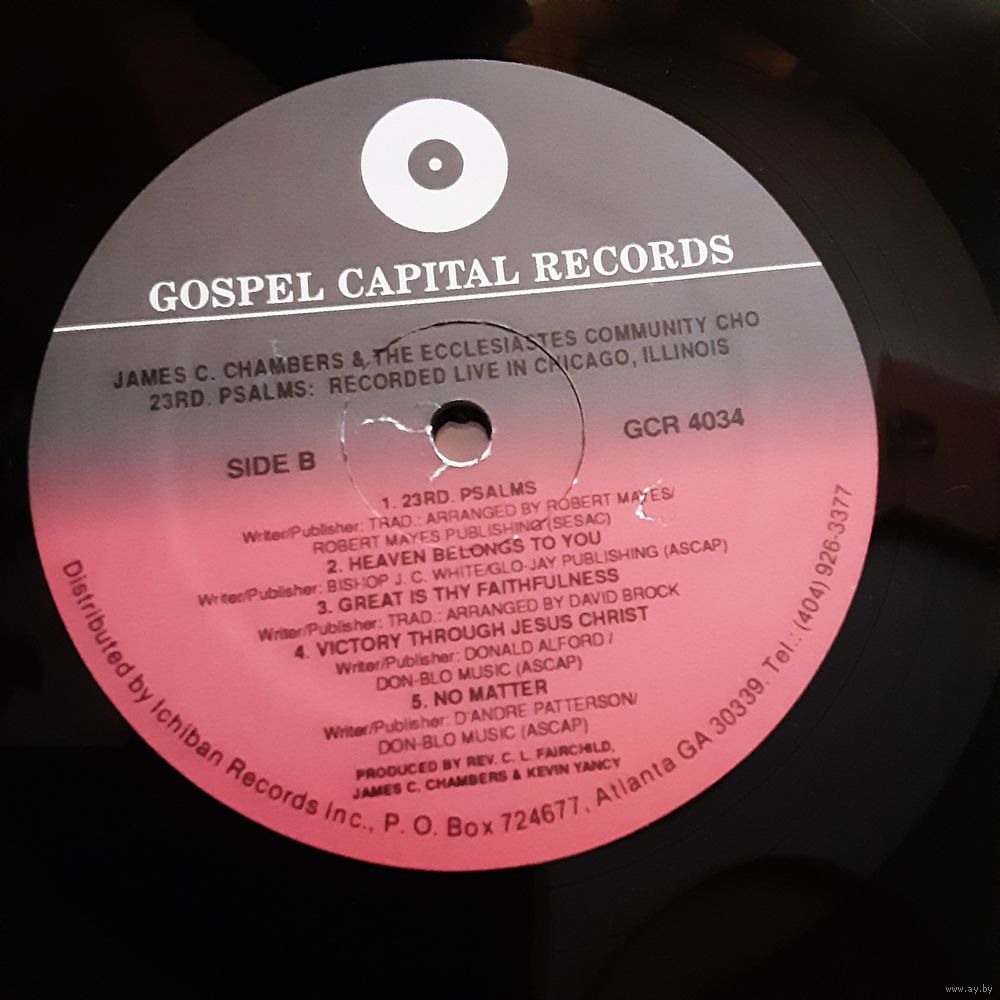 GOSPEL CAPITAL RECORDS
JAMES C. CHAMBERS & THE ECCLESIASTES COMMUNITY CHO
23RD. PSALMS: RECORDED LIVE IN CHICAGO, ILLINOIS
SIDE B
GCR 4034
1. 23RD. PSALMS
Writer/Publisher: TRAD.: ARRANGED BY ROBERT MAYES/
ROBERT MAYES PUBLISHING (SESAC)
2. HEAVEN BELONGS TO YOU
Writer/Publisher: BISHOP J. C. WHITE/GLO-JAY PUBLISHING (ASCAP)
3. GREAT IS THY FAITHFULNESS
Writer/Publisher: TRAD.: ARRANGED BY DAVID BROCK
4. VICTORY THROUGH JESUS CHRIST
Writer/Publisher: DONALD ALFORD /
DON-BLO MUSIC (ASCAP)
5. NO MATTER
Writer/Publisher: D'ANDRE PATTERSON/
DON-BLO MUSIC (ASCAP)
PRODUCED BY REV. C. L. FAIRCHILD,
JAMES C. CHAMBERS & KEVIN YANCY
Distributed by Ichiban Records Inc., P. O. Box 724677, Atlanta GA 30339. Tel.: (404) 926-3377
www.ay.by